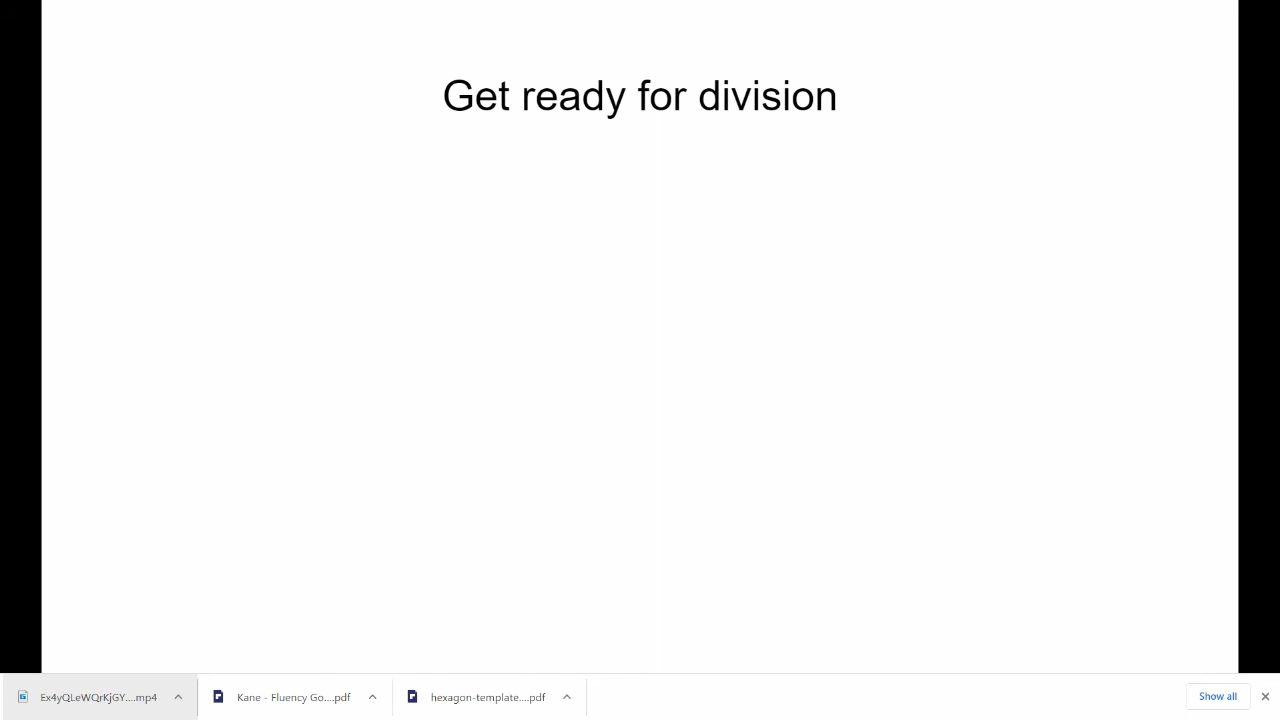 Get ready for division
Ex4yQLeWQrKjGY....mp4
Kane - Fluency Go....pdf
hexagon-template....pdf
Show all